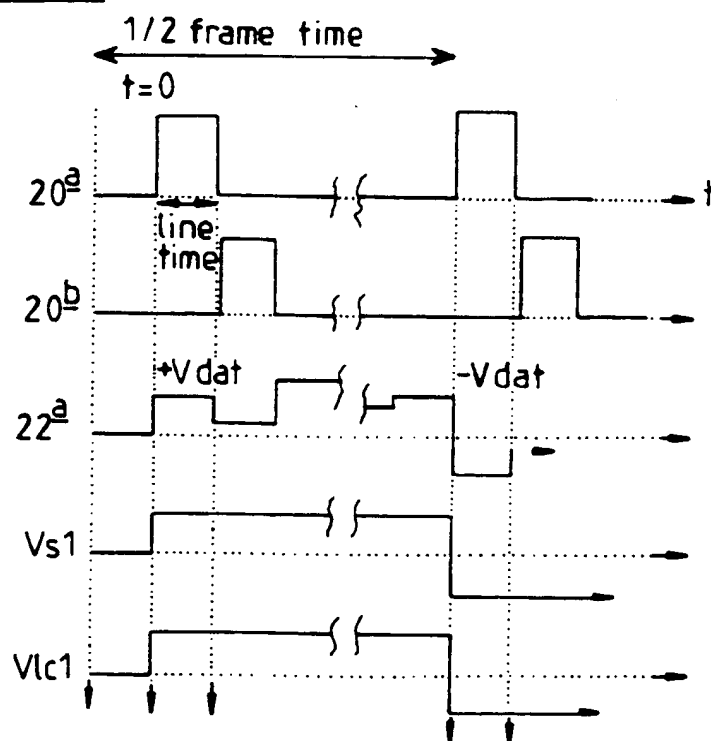 1/2 frame time
t=0
20a
t
line
time
20b
+Vdat
-Vdat
22a
Vs1
Vlc1